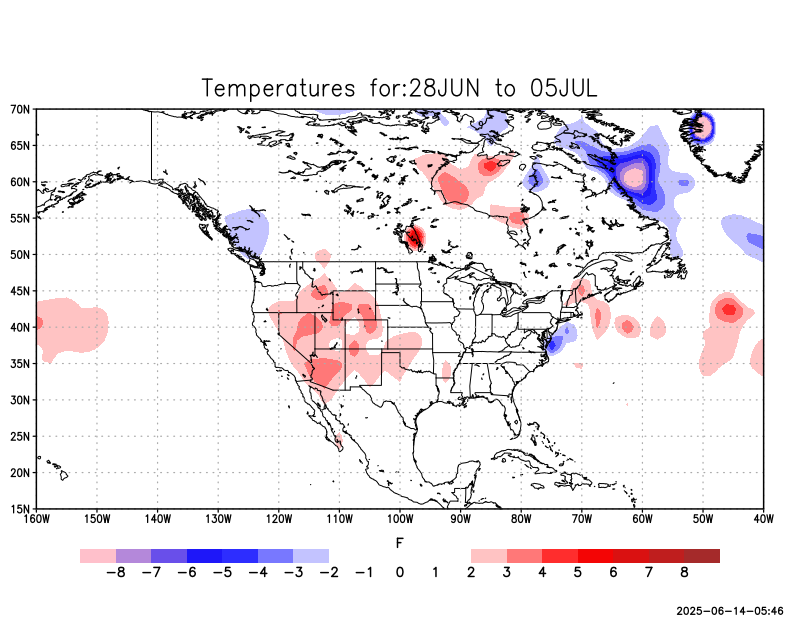 Temperatures for:28JUN to 05JUL
70N
65N
60N
55N
50N
45N
40N
35N
30N
25N
20N
15N
160W 150W 140W 130W 120W 110W 100W 90W 80W 70W 60W 50W 40W
F
−8 −7 −6 −5 −4 −3 −2 −1 0 1 2 3 4 5 6 7 8
2025-06-14-05:46